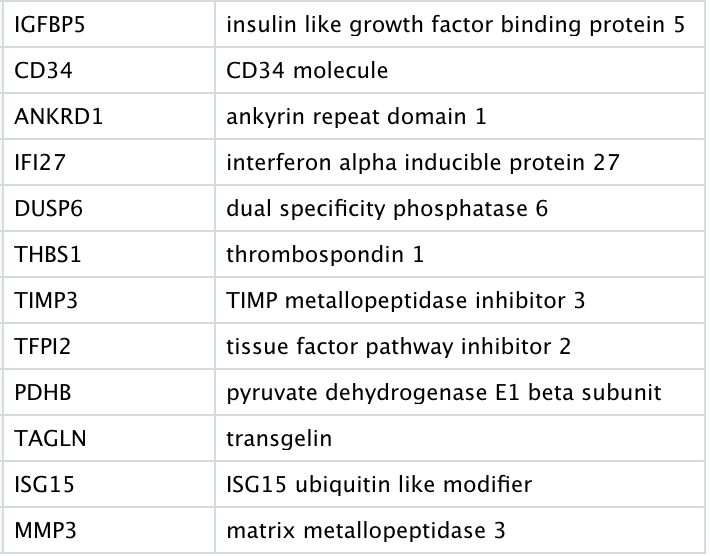 IGFBP5 insulin like growth factor binding protein 5
CD34 CD34 molecule
ANKRD1 ankyrin repeat domain 1
IFI27 interferon alpha inducible protein 27
DUSP6 dual specificity phosphatase 6
THBS1 thrombospondin 1
TIMP3 TIMP metallopeptidase inhibitor 3
TFPI2 tissue factor pathway inhibitor 2
PDHB pyruvate dehydrogenase E1 beta subunit
TAGLN transgelin
ISG15 ISG15 ubiquitin like modifier
MMP3 matrix metallopeptidase 3